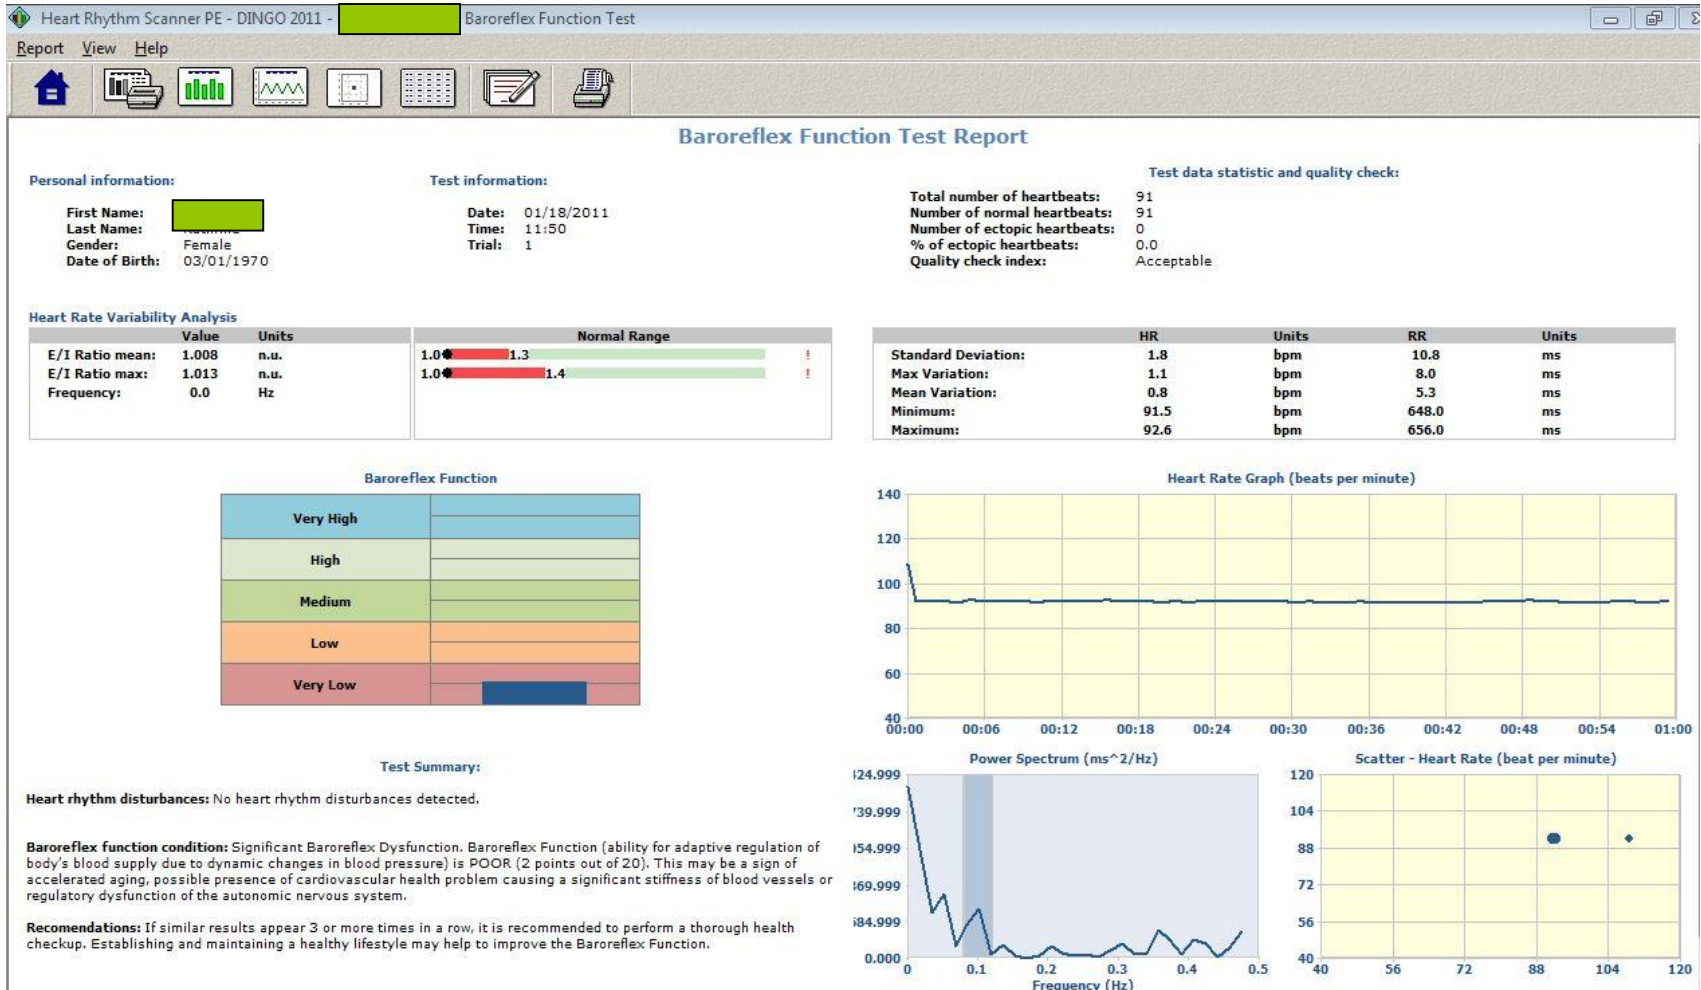 Heart Rhythm Scanner PE - DINGO 2011 - Baroreflex Function Test
Report View Help
Baroreflex Function Test Report
Personal information:
First Name:
Last Name:
Gender: Female
Date of Birth: 03/01/1970
Test information:
Date: 01/18/2011
Time: 11:50
Trial: 1
Test data statistic and quality check:
Total number of heartbeats: 91
Number of normal heartbeats: 91
Number of ectopic heartbeats: 0
% of ectopic heartbeats: 0.0
Quality check index: Acceptable
Heart Rate Variability Analysis
Value Units Normal Range
E/I Ratio mean: 1.008 n.u. 1.0 1.3 !
E/I Ratio max: 1.013 n.u. 1.0 1.4 !
Frequency: 0.0 Hz
HR Units RR Units
Standard Deviation: 1.8 bpm 10.8 ms
Max Variation: 1.1 bpm 8.0 ms
Mean Variation: 0.8 bpm 5.3 ms
Minimum: 91.5 bpm 648.0 ms
Maximum: 92.6 bpm 656.0 ms
Baroreflex Function
Very High
High
Medium
Low
Very Low
Heart Rate Graph (beats per minute)
140
120
100
80
60
40
00:00 00:06 00:12 00:18 00:24 00:30 00:36 00:42 00:48 00:54 01:00
Test Summary:
Heart rhythm disturbances: No heart rhythm disturbances detected.
Baroreflex function condition: Significant Baroreflex Dysfunction. Baroreflex Function (ability for adaptive regulation of
body's blood supply due to dynamic changes in blood pressure) is POOR (2 points out of 20). This may be a sign of
accelerated aging, possible presence of cardiovascular health problem causing a significant stiffness of blood vessels or
regulatory dysfunction of the autonomic nervous system.
Recomendations: If similar results appear 3 or more times in a row, it is recommended to perform a thorough health
checkup. Establishing and maintaining a healthy lifestyle may help to improve the Baroreflex Function.
Power Spectrum (ms^2/Hz)
24.999
39.999
54.999
69.999
84.999
0.000
0 0.1 0.2 0.3 0.4 0.5
Frequency (Hz)
Scatter - Heart Rate (beat per minute)
120
104
88
72
56
40
40 56 72 88 104 120